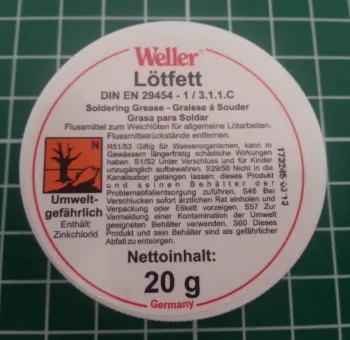 Weller®
Lötfett
DIN EN 29454 - 1 / 3.1.1.C
Soldering Grease - Graisse à Souder
Grasa para Soldar
Flussmittel zum Weichlöten für allgemeine Lötarbeiten.
Flussmittelrückstände entfernen.
N
Umwelt-
gefährlich
Enthält:
Zinkchlorid
R51/53 Giftig für Wasserorganismen, kann in
Gewässern längerfristig schädliche Wirkungen
haben. S1/S2 Unter Verschluss und für Kinder
unzugänglich aufbewahren. S29/56 Nicht in die
Kanalisation gelangen lassen; dieses Produkt
und seinen Behälter der
Problemabfallentsorgung zuführen. S46 Bei
Verschlucken sofort ärztlichen Rat einholen und
Verpackung oder Etikett vorzeigen. S57 Zur
Vermeidung einer Kontamination der Umwelt
geeigneten Behälter verwenden. S60 Dieses
Produkt und sein Behälter sind als gefährlicher
Abfall zu entsorgen.
Nettoinhalt:
20 g
Germany